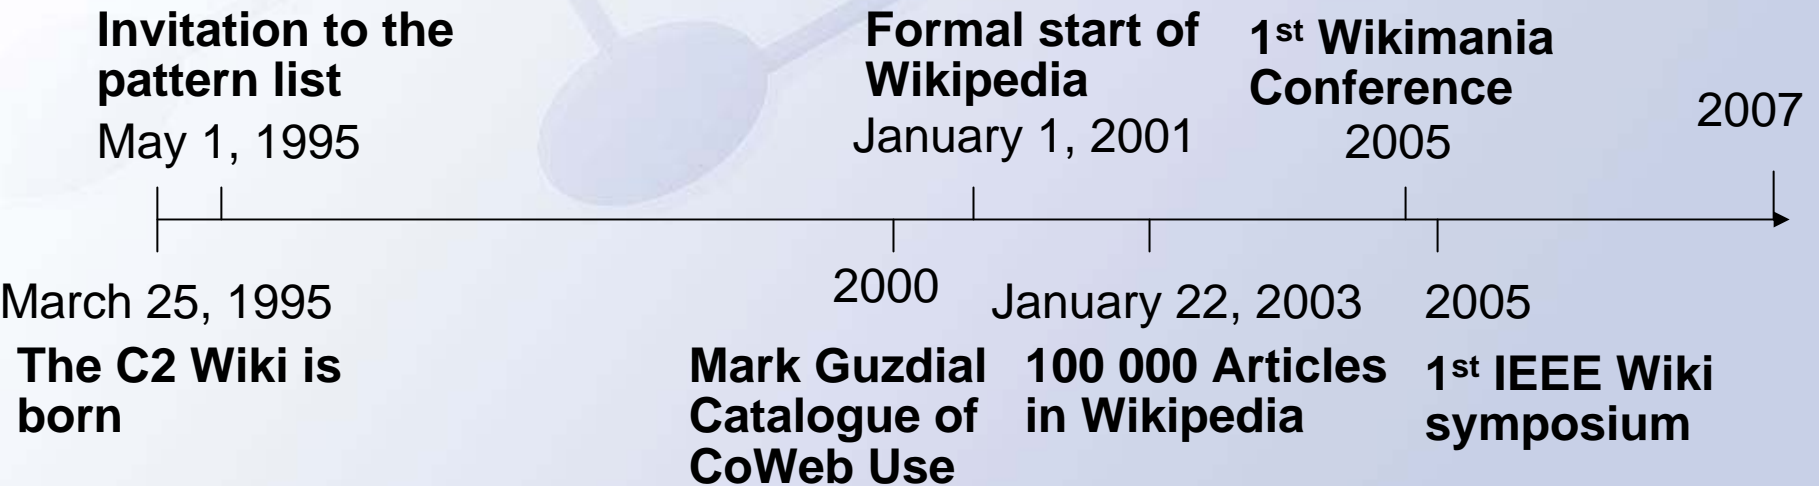 Invitation to the
pattern list
May 1, 1995
Formal start of
Wikipedia
January 1, 2001
1st Wikimania
Conference
2005
2007
March 25, 1995
The C2 Wiki is
born
2000
Mark Guzdial
Catalogue of
CoWeb Use
January 22, 2003
100 000 Articles
in Wikipedia
2005
1st IEEE Wiki
symposium